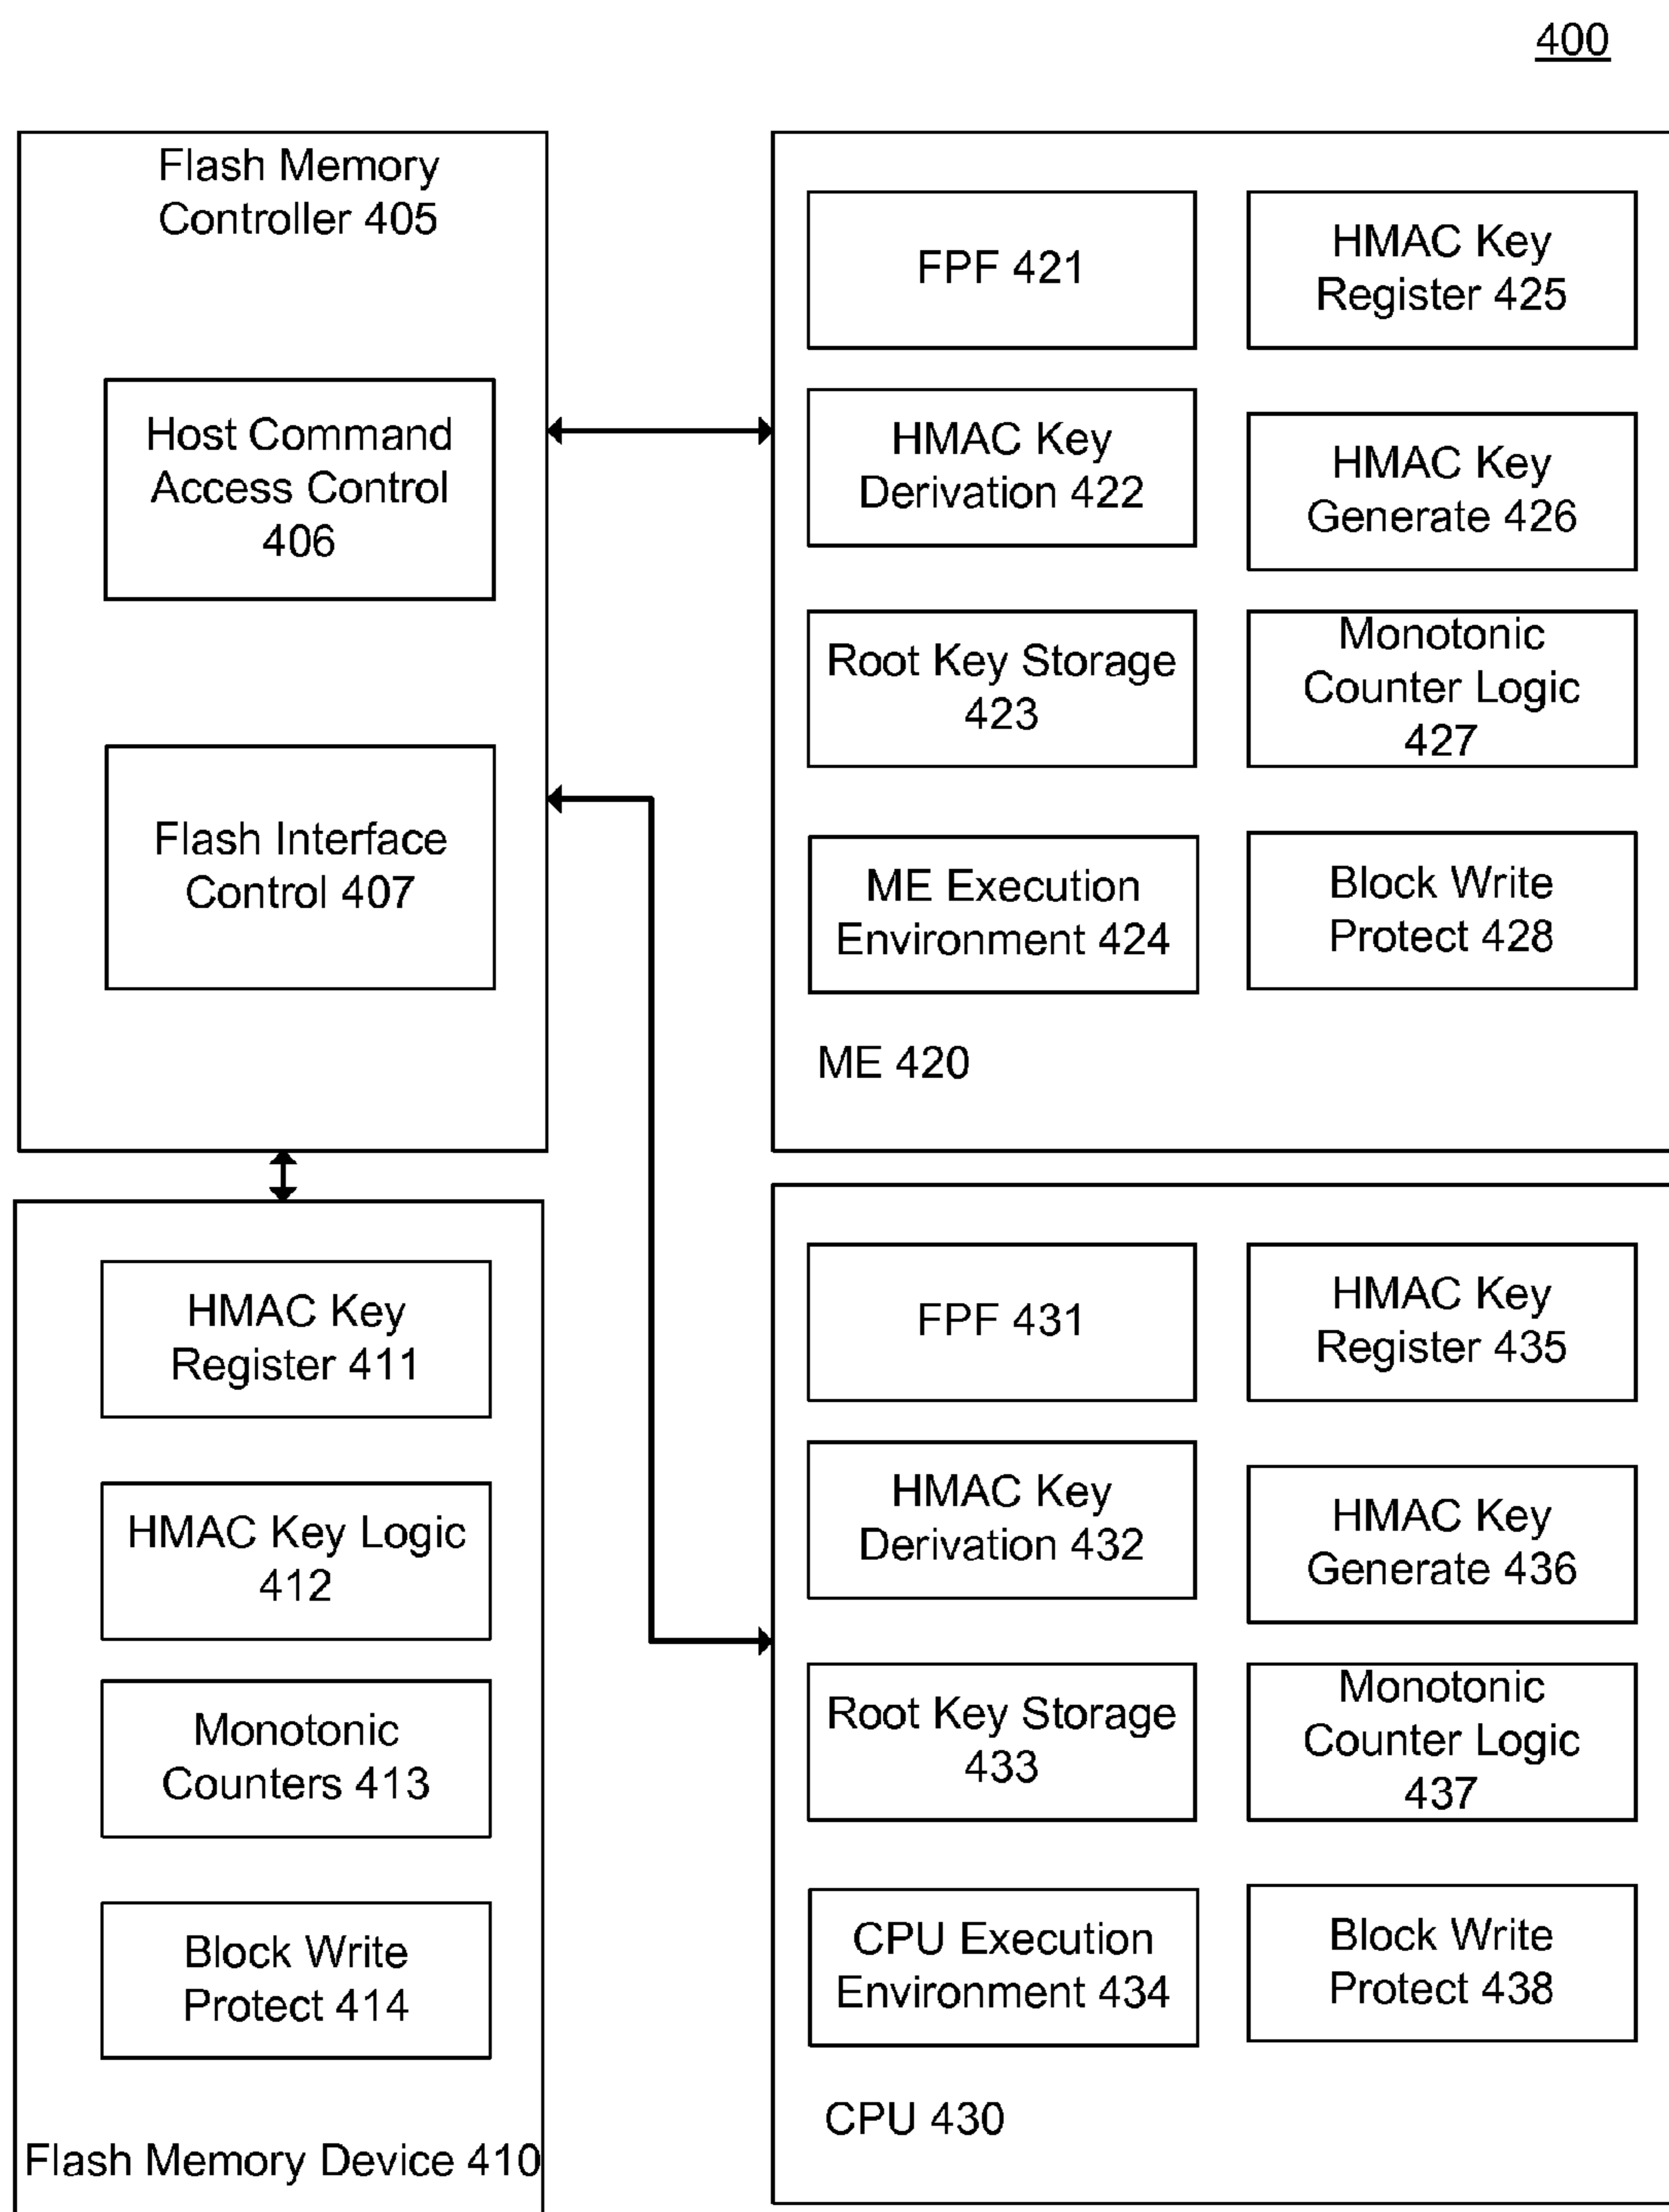 400
Flash Memory
Controller 405
Host Command
Access Control
406
Flash Interface
Control 407
FPF 421
HMAC Key
Register 425
HMAC Key
Derivation 422
HMAC Key
Generate 426
Root Key Storage
423
Monotonic
Counter Logic
427
ME Execution
Environment 424
Block Write
Protect 428
ME 420
HMAC Key
Register 411
HMAC Key Logic
412
Monotonic
Counters 413
Block Write
Protect 414
Flash Memory Device 410
FPF 431
HMAC Key
Register 435
HMAC Key
Derivation 432
HMAC Key
Generate 436
Root Key Storage
433
Monotonic
Counter Logic
437
CPU Execution
Environment 434
Block Write
Protect 438
CPU 430